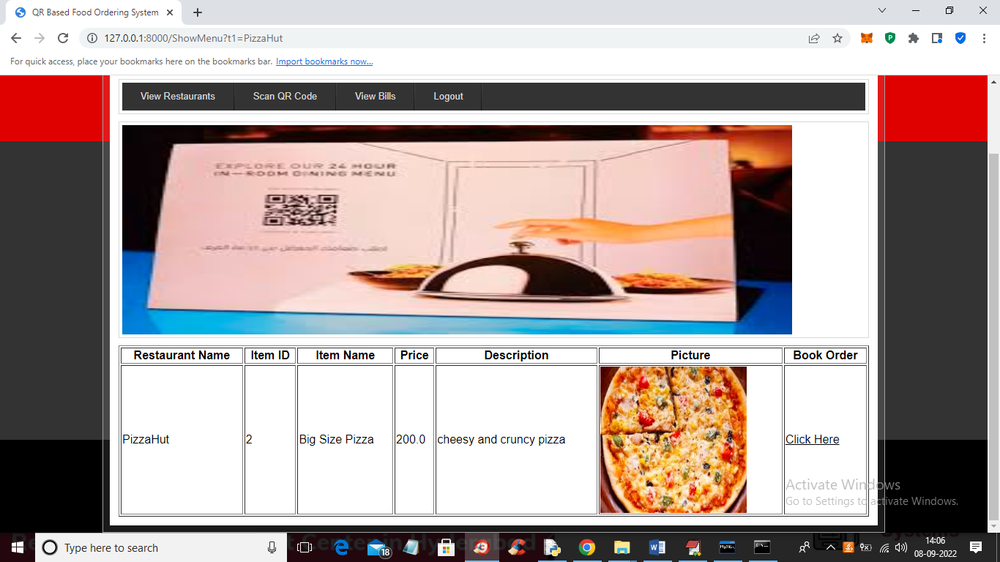 QR Based Food Ordering System
127.0.0.1:8000/ShowMenu?t1=PizzaHut
For quick access, place your bookmarks here on the bookmarks bar. Import bookmarks now...
View Restaurants Scan QR Code View Bills Logout
EXPLORE OUR 24 HOUR
IN-ROOM DINING MENU
Restaurant Name Item ID Item Name Price Description Picture Book Order
PizzaHut 2 Big Size Pizza 200.0 cheesy and cruncy pizza Click Here
Activate Windows
Go to Settings to activate Windows.
Type here to search
18
14:06
08-09-2022